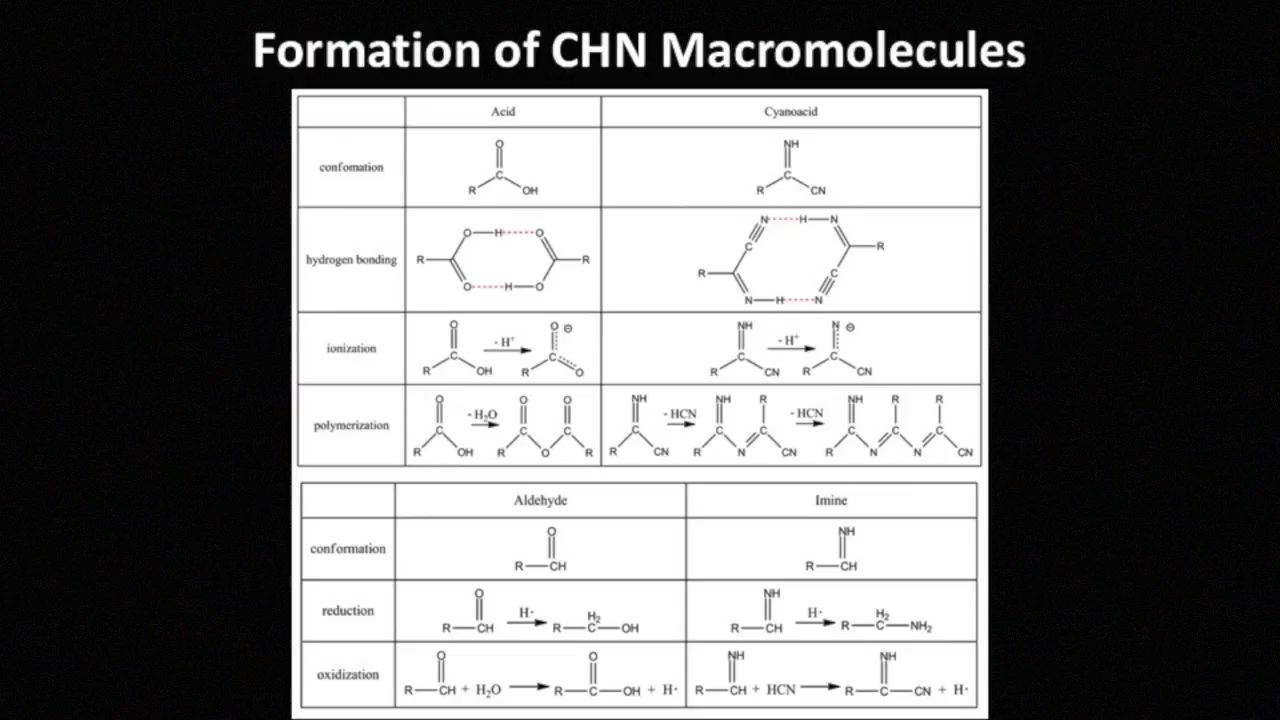 Formation of CHN Macromolecules
Acid Cyanoacid
confomation
O
C
R OH
NH
C
R CN
hydrogen bonding
O—H-----O
R R
O-----H—O
N-----H—N
C R
R C
N—H-----N
ionization
O - H⁺ O ⊖
C C
R OH R O
NH - H⁺ N ⊖
C C
R CN R CN
polymerization
O - H₂O O O
C C C
R OH R O R
NH - HCN NH R - HCN NH R R
C C C C C C
R CN R N CN R N N CN
Aldehyde Imine
conformation
O
R—CH
NH
R—CH
reduction
O H·
R—CH R—C—OH
H₂
NH H·
R—CH R—C—NH₂
H₂
oxidization
O O
R—CH + H₂O R—C—OH + H·
NH NH
R—CH + HCN R—C—CN + H·